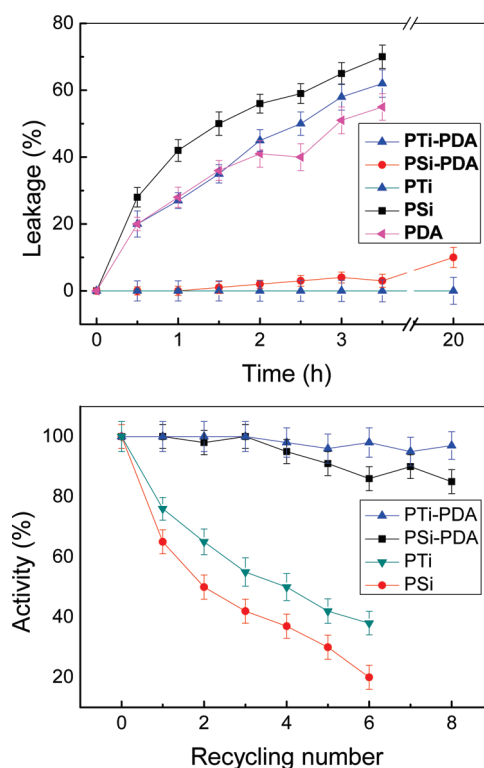 80
60
40
20
0
Leakage (%)
PTi-PDA
PSi-PDA
PTi
PSi
PDA
0 1 2 3 20
Time (h)
100
80
60
40
20
Activity (%)
PTi-PDA
PSi-PDA
PTi
PSi
0 2 4 6 8
Recycling number